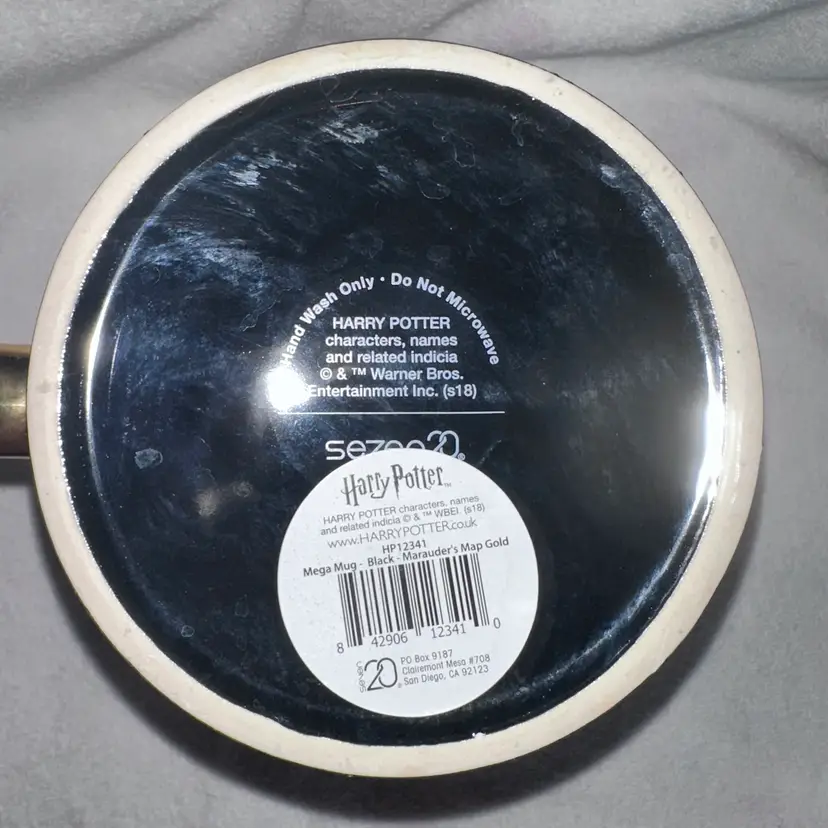 Hand Wash Only · Do Not Microwave
HARRY POTTER
characters, names
and related indicia
© & ™ Warner Bros.
Entertainment Inc. (s18)
Harry Potter™
HARRY POTTER characters, names
and related indicia © & ™ WBEI. (s18)
www.HARRYPOTTER.co.uk
HP12341
Mega Mug - Black - Marauder's Map Gold
8 42906 12341 0
20®
PO Box 9187
Clairemont Mesa #708
San Diego, CA 92123